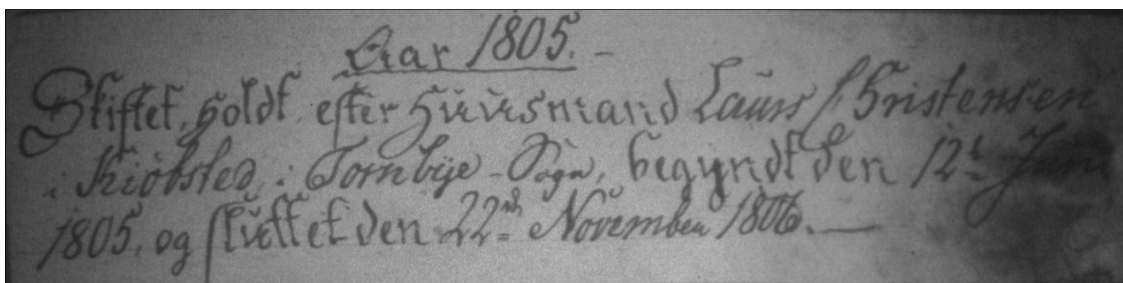 Aar 1805. -
Skiftet, holdt efter Huusmand Laurs Christensen
i Kiöbsted, i Tornbye - Sogn, begyndt den 12te Juni
1805, og sluttet den 22de November 1806. —